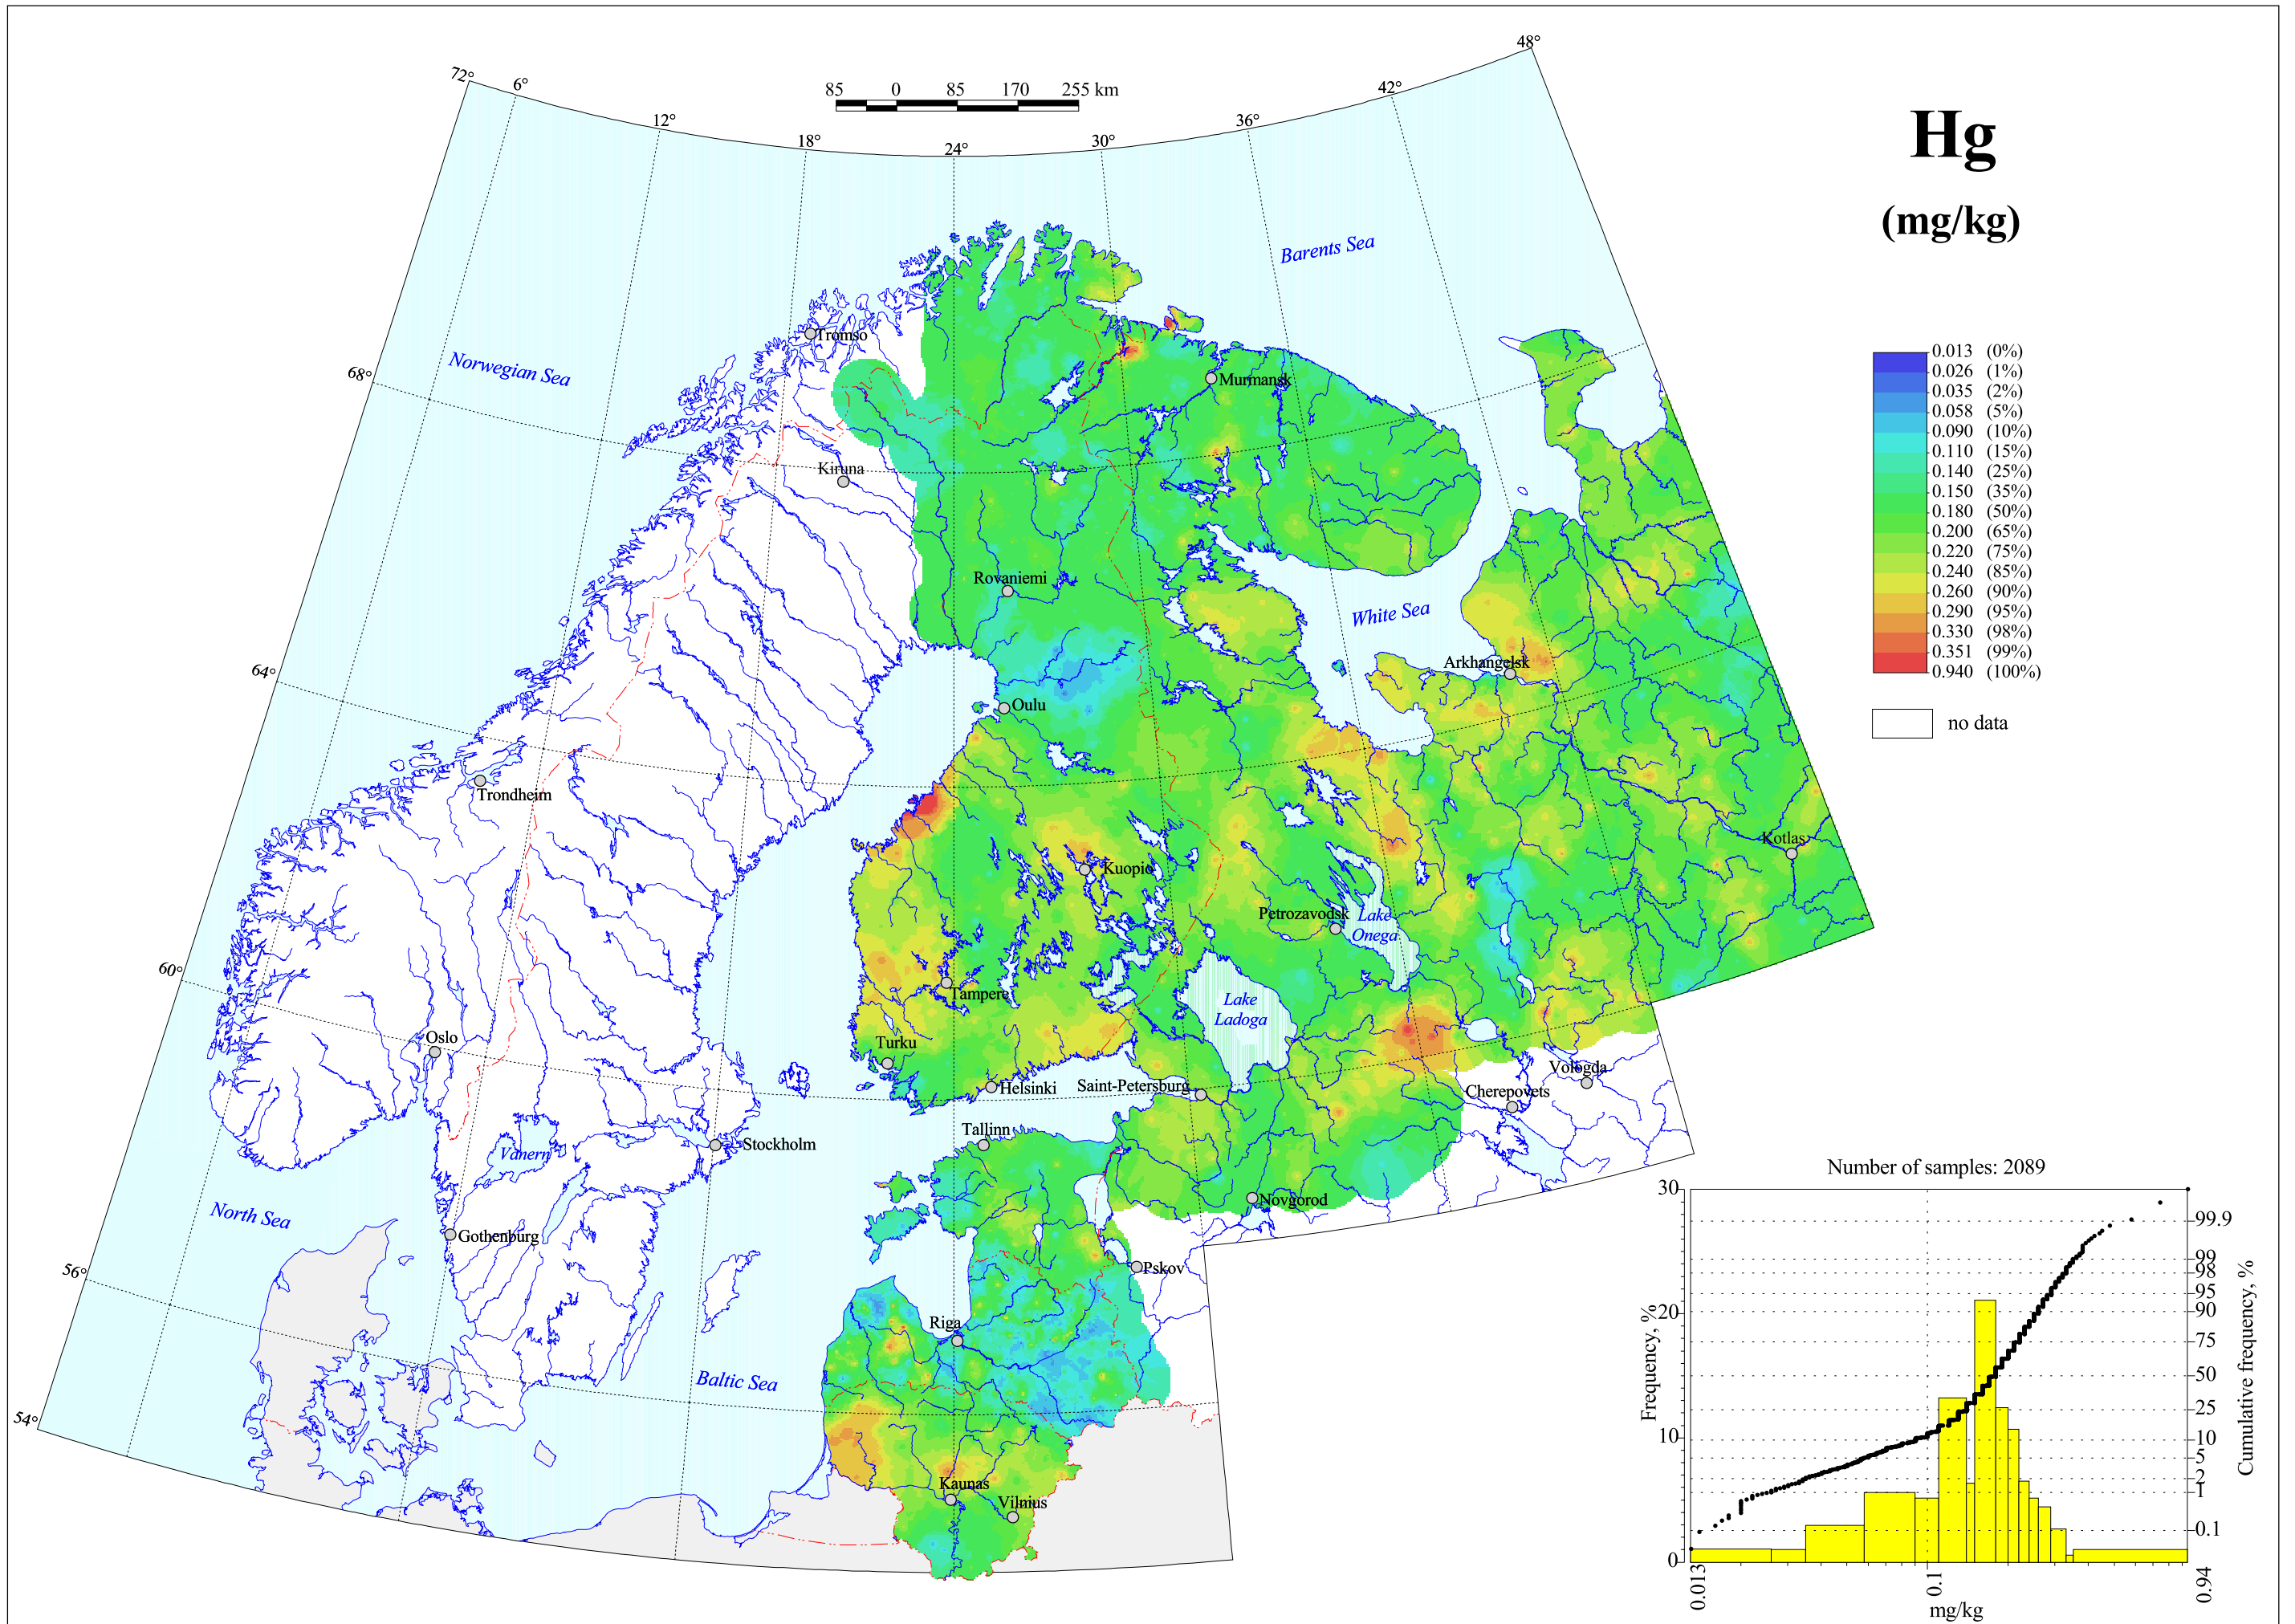 Hg
(mg/kg)
85 0 85 170 255 km
72° 6° 12° 18° 24° 30° 36° 42° 48°
68°
64°
60°
56°
54°
Barents Sea
Norwegian Sea
Tromso
Murmansk
Kiruna
Rovaniemi
White Sea
Arkhangelsk
Oulu
Trondheim
Kotlas
Kuopio
Petrozavodsk
Lake
Onega
Tampere
Lake
Ladoga
Oslo
Turku
Helsinki
Saint-Petersburg
Vologda
Cherepovets
Tallinn
Stockholm
Vanern
Novgorod
North Sea
Gothenburg
Pskov
Riga
Baltic Sea
Kaunas
Vilnius
0.013 (0%)
0.026 (1%)
0.035 (2%)
0.058 (5%)
0.090 (10%)
0.110 (15%)
0.140 (25%)
0.150 (35%)
0.180 (50%)
0.200 (65%)
0.220 (75%)
0.240 (85%)
0.260 (90%)
0.290 (95%)
0.330 (98%)
0.351 (99%)
0.940 (100%)
no data
Number of samples: 2089
30
20
10
0
Frequency, %
99.9
99
98
95
90
75
50
25
10
5
2
1
0.1
Cumulative frequency, %
0.013
0.1
0.94
mg/kg